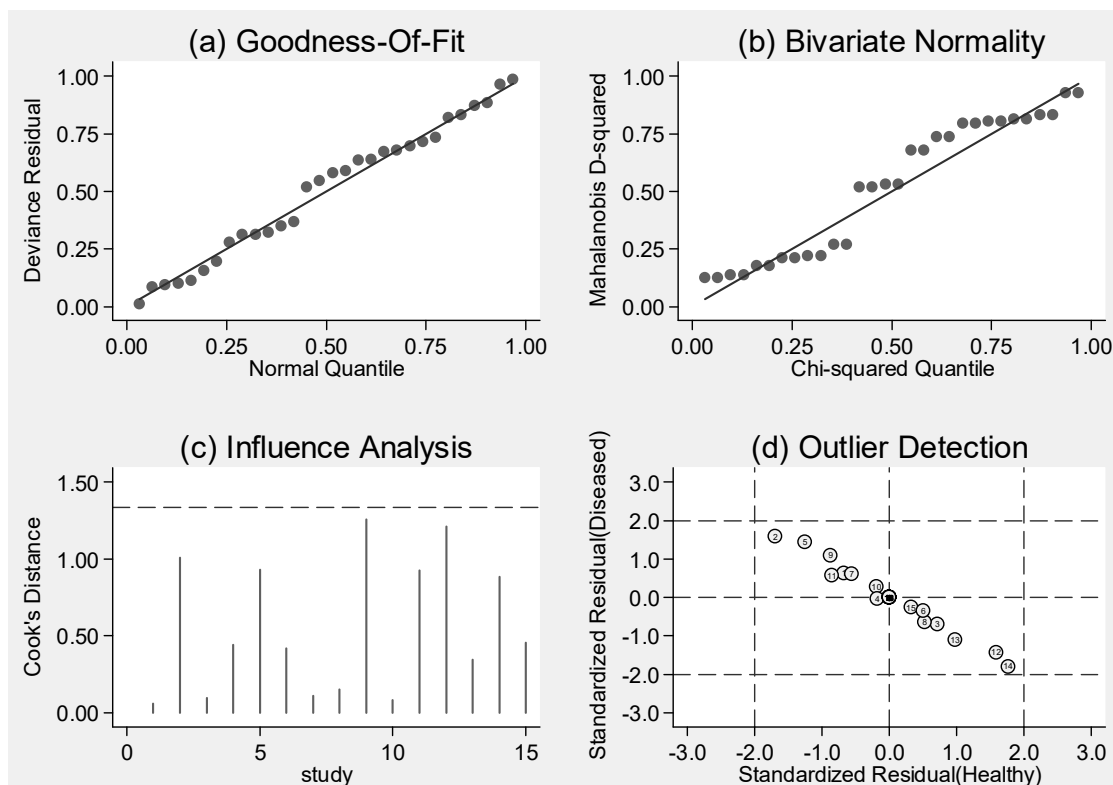 (a) Goodness-Of-Fit
Deviance Residual
1.00
0.75
0.50
0.25
0.00
0.00 0.25 0.50 0.75 1.00
Normal Quantile
(b) Bivariate Normality
Mahalanobis D-squared
1.00
0.75
0.50
0.25
0.00
0.00 0.25 0.50 0.75 1.00
Chi-squared Quantile
(c) Influence Analysis
Cook's Distance
1.50
1.00
0.50
0.00
0 5 10 15
study
(d) Outlier Detection
Standardized Residual(Diseased)
3.0
2.0
1.0
0.0
-1.0
-2.0
-3.0
2
5
9
11
7
10
4
15
6
8
3
13
12
14
-3.0 -2.0 -1.0 0.0 1.0 2.0 3.0
Standardized Residual(Healthy)